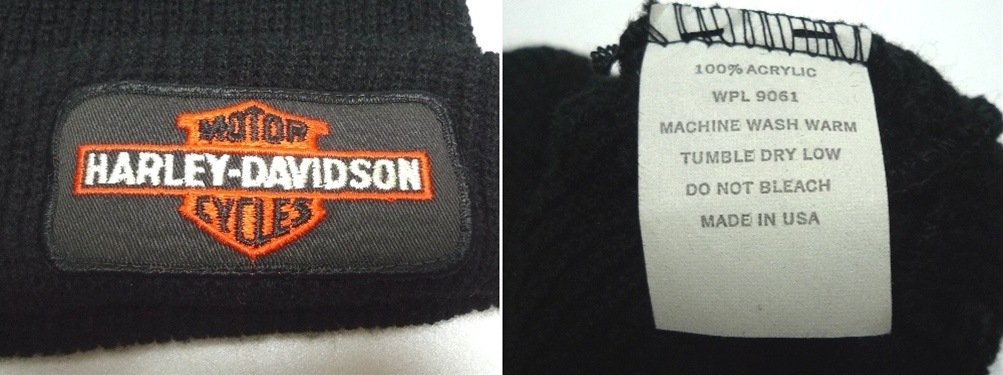 MOTOR
HARLEY-DAVIDSON
CYCLES
100% ACRYLIC
WPL 9061
MACHINE WASH WARM
TUMBLE DRY LOW
DO NOT BLEACH
MADE IN USA